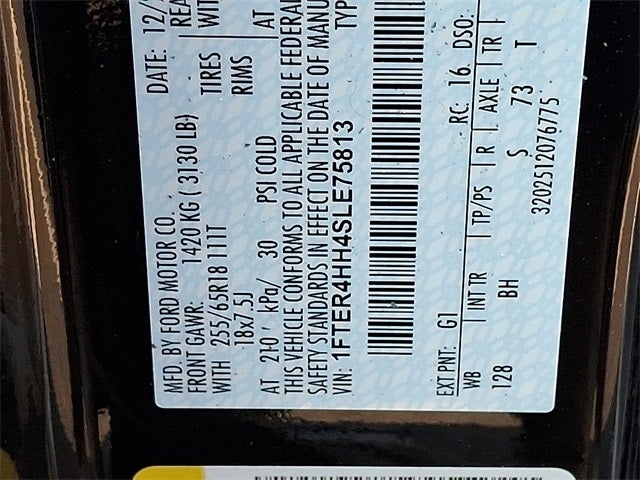 MFD. BY FORD MOTOR CO.
DATE: 12/
FRONT GAWR: 1420 KG ( 3130 LB)
WITH 255/65R18 111T TIRES
18x7.5J RIMS
AT 210 kPa/ 30 PSI COLD AT
THIS VEHICLE CONFORMS TO ALL APPLICABLE FEDERAL
SAFETY STANDARDS IN EFFECT ON THE DATE OF MANU
VIN: 1FTER4HH4SLE75813 TYP
EXT PNT: G1 RC: 16 DSO:
WB INT TR TP/PS R AXLE TR
128 BH S 73 T
3202512076775